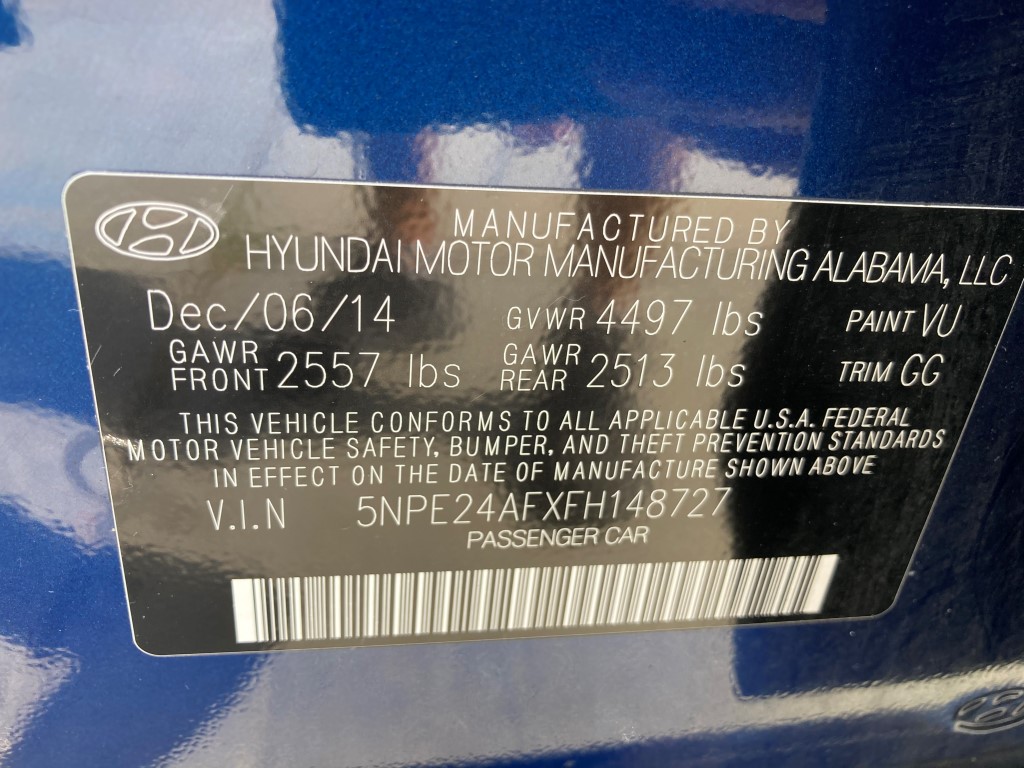 MANUFACTURED BY
HYUNDAI MOTOR MANUFACTURING ALABAMA, LLC
Dec/06/14 GVWR 4497 lbs PAINT VU
GAWR FRONT 2557 lbs GAWR REAR 2513 lbs TRIM GG
THIS VEHICLE CONFORMS TO ALL APPLICABLE U.S.A. FEDERAL
MOTOR VEHICLE SAFETY, BUMPER, AND THEFT PREVENTION STANDARDS
IN EFFECT ON THE DATE OF MANUFACTURE SHOWN ABOVE
V.I.N 5NPE24AFXFH148727
PASSENGER CAR